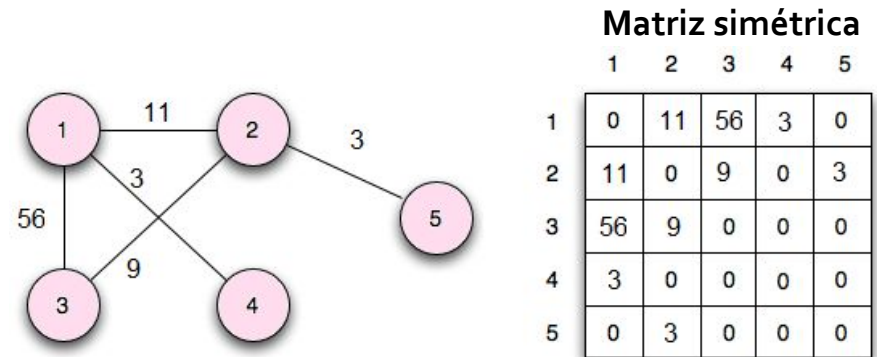 Matriz simétrica
1 2 3 4 5
1 0 11 56 3 0
2 11 0 9 0 3
3 56 9 0 0 0
4 3 0 0 0 0
5 0 3 0 0 0
1 11 2
3
3
56
5
9
3 4